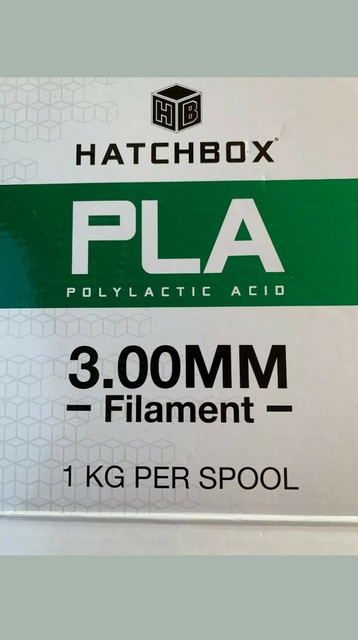 HB
HATCHBOX
PLA
POLYLACTIC ACID
3.00MM
– Filament –
1 KG PER SPOOL